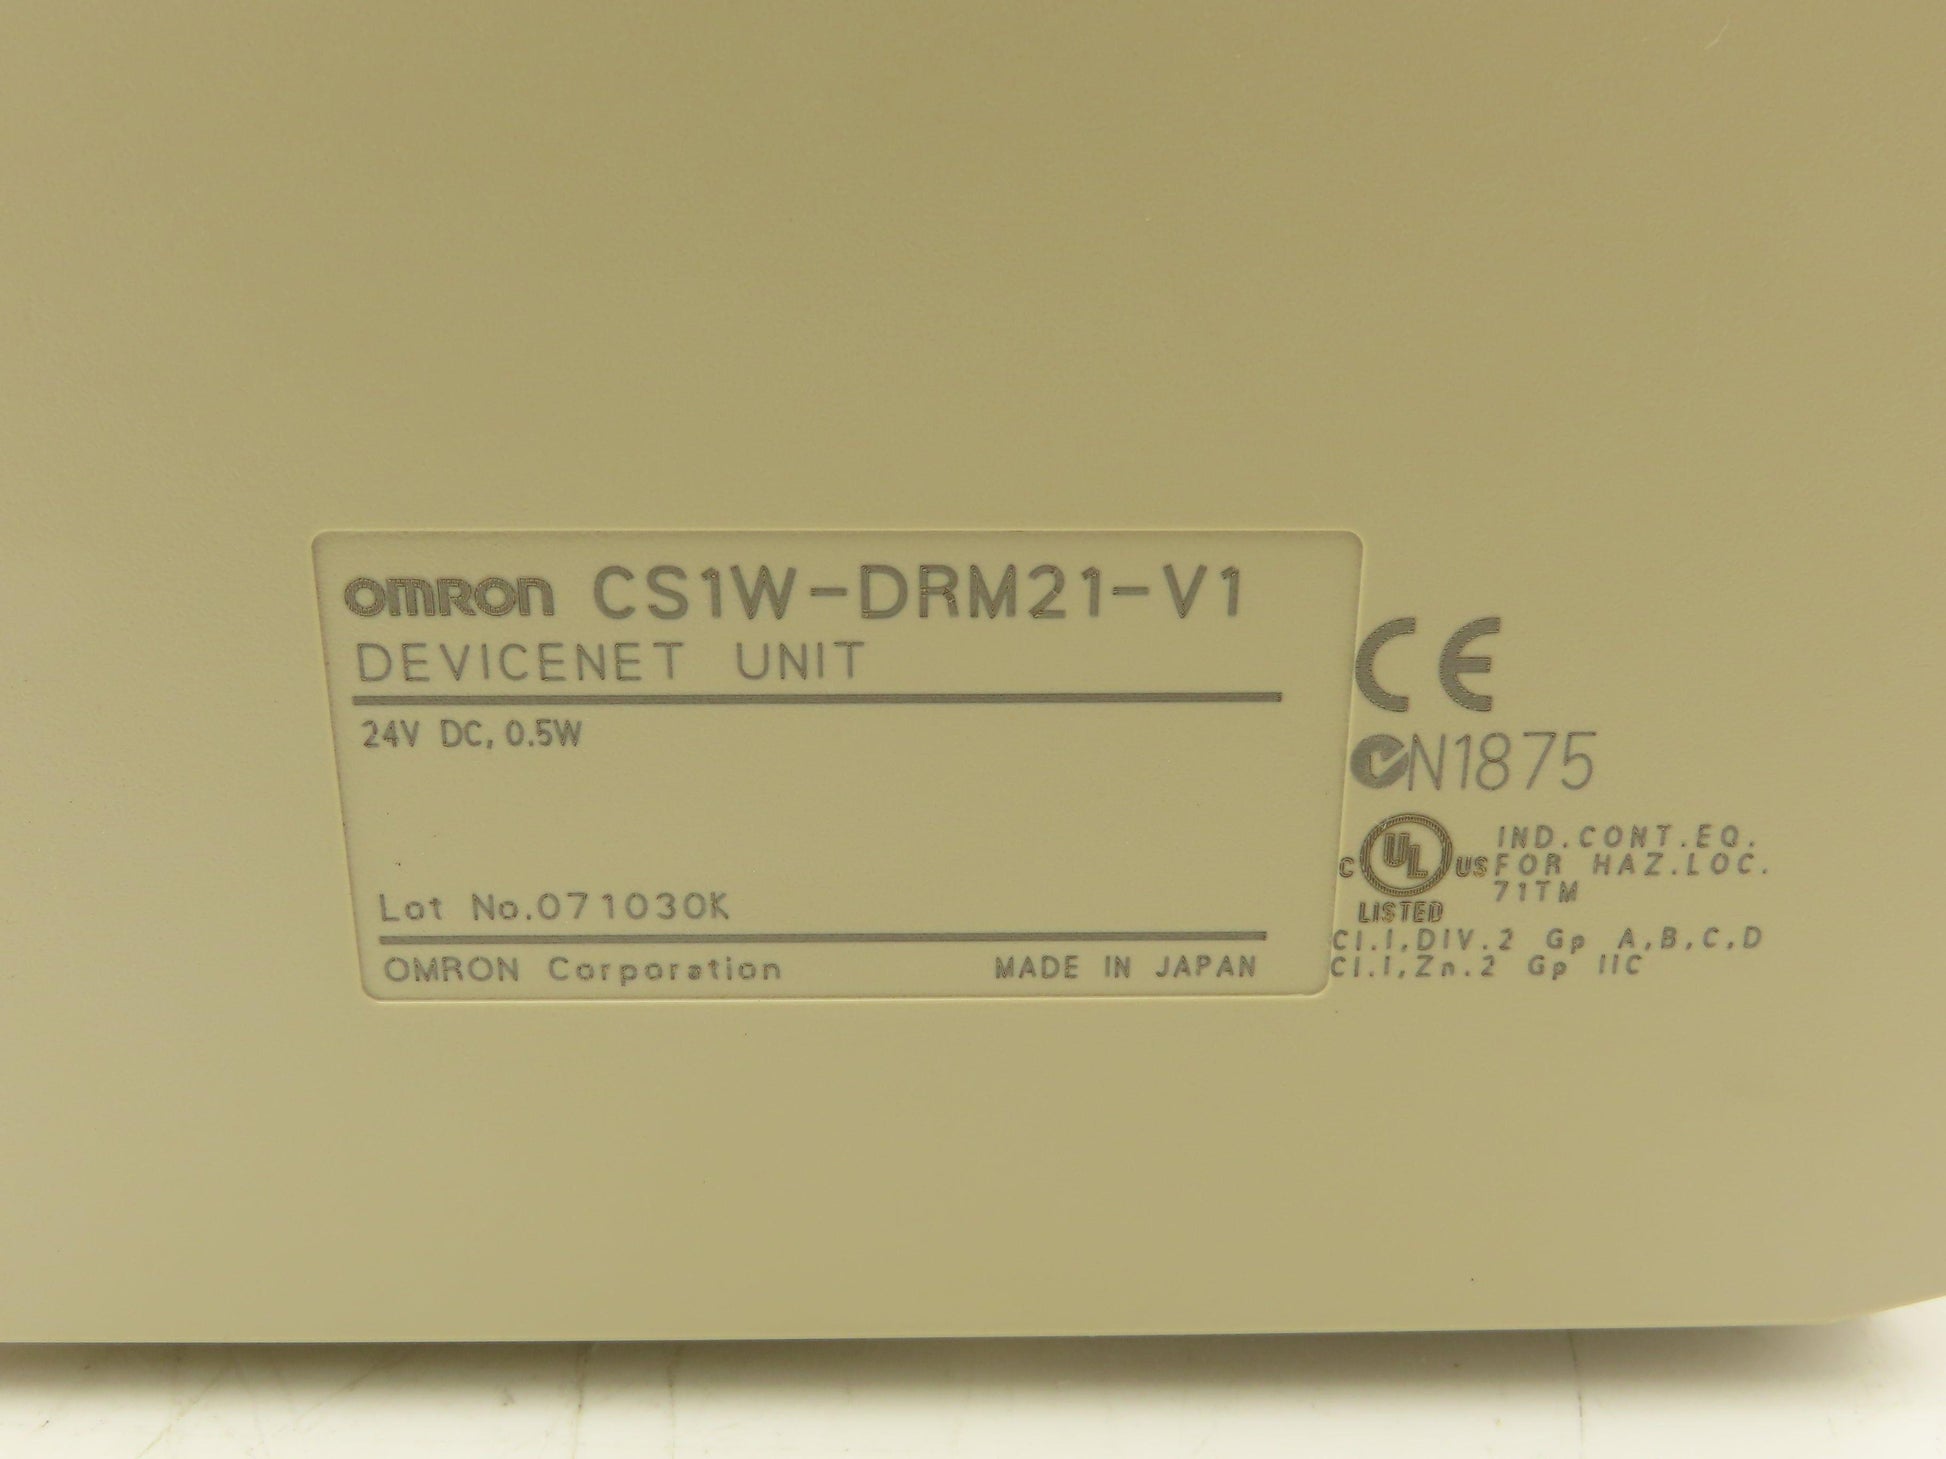 OMRON CS1W-DRM21-V1
DEVICENET UNIT
24V DC, 0.5W
Lot No.071030K
OMRON Corporation MADE IN JAPAN
CE
N1875
C UL US LISTED
IND.CONT.EQ.
FOR HAZ.LOC.
71TM
Cl.I,DIV.2 Gp A,B,C,D
Cl.I,Zn.2 Gp IIC